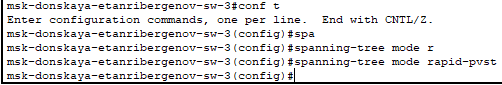 msk-donskaya-etanribergenov-sw-3#conf t
Enter configuration commands, one per line.  End with CNTL/Z.
msk-donskaya-etanribergenov-sw-3(config)#spa
msk-donskaya-etanribergenov-sw-3(config)#spanning-tree mode r
msk-donskaya-etanribergenov-sw-3(config)#spanning-tree mode rapid-pvst
msk-donskaya-etanribergenov-sw-3(config)#